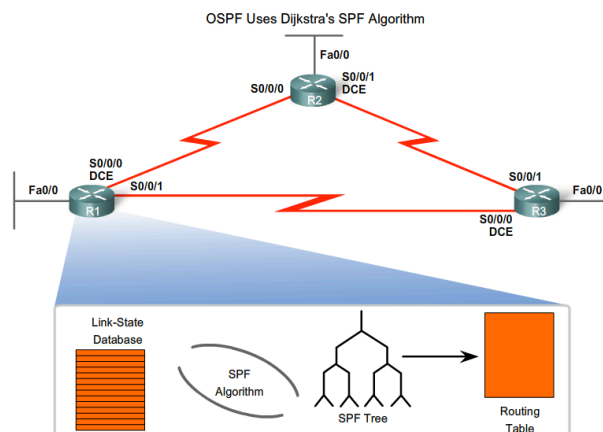 OSPF Uses Dijkstra's SPF Algorithm
Fa0/0
S0/0/0
S0/0/1
DCE
R2
S0/0/0
DCE
S0/0/1
Fa0/0
R1
S0/0/1
Fa0/0
S0/0/0
DCE
R3
Link-State
Database
SPF
Algorithm
SPF Tree
Routing
Table